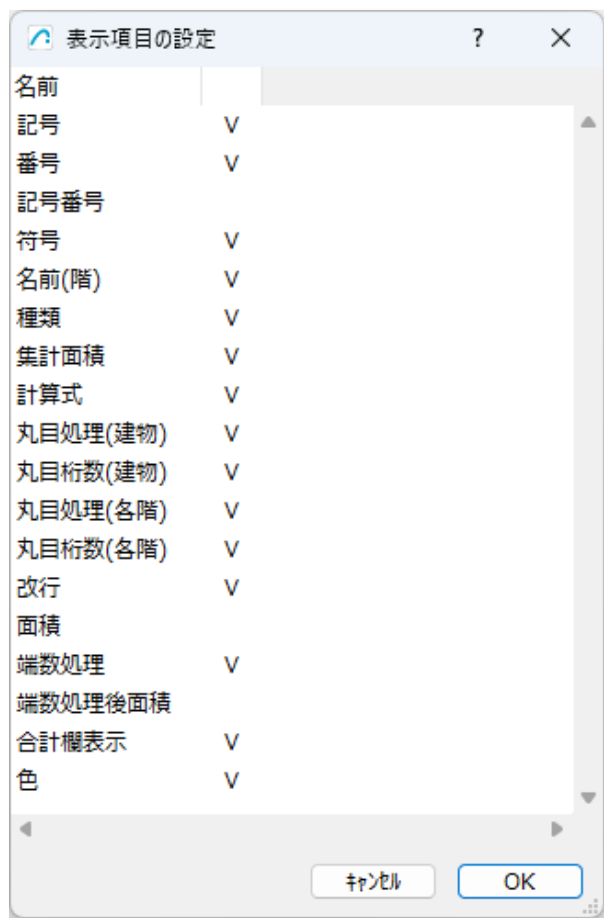 表示項目の設定 ?
名前
記号 V
番号 V
記号番号
符号 V
名前(階) V
種類 V
集計面積 V
計算式 V
丸目処理(建物) V
丸目桁数(建物) V
丸目処理(各階) V
丸目桁数(各階) V
改行 V
面積
端数処理 V
端数処理後面積
合計欄表示 V
色 V
ｷｬﾝｾﾙ OK